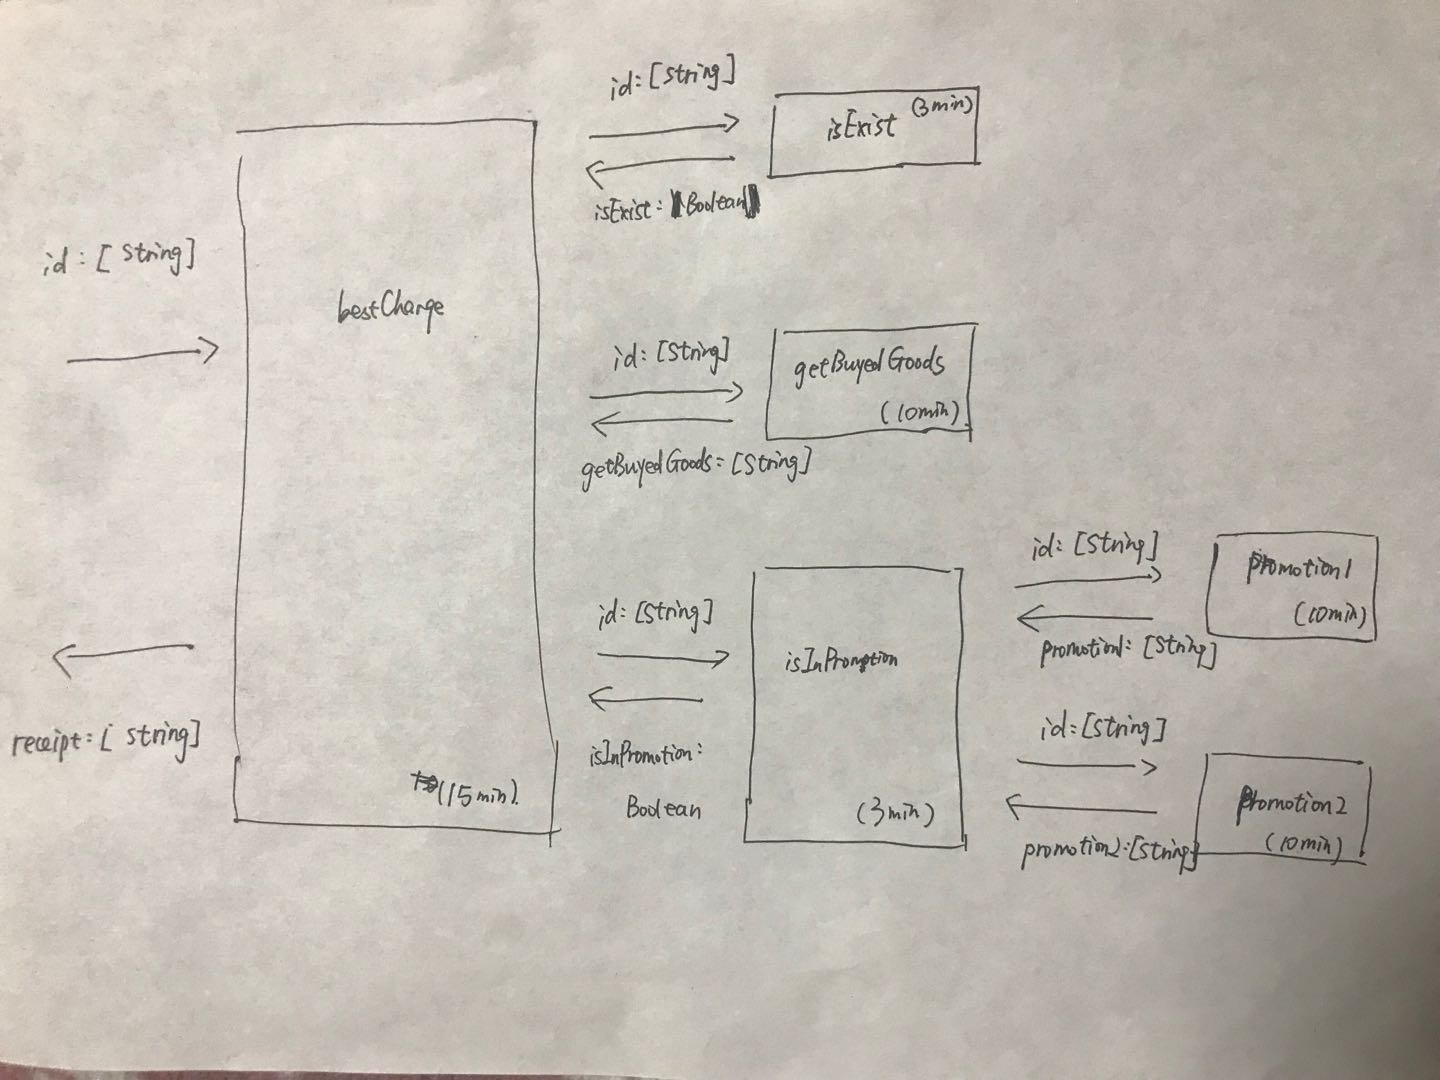 id: [String]
isExist (3min)
isExist: Boolean
id: [String]
bestCharge
id: [String]
getBuyedGoods
(10min)
getBuyedGoods: [String]
id: [String]
promotion1
(10min)
promotion1: [String]
id: [String]
isInPromotion
isInPromotion:
Boolean
(3min)
id: [String]
promotion2
(10min)
promotion2: [String]
receipt: [String]
(15min).